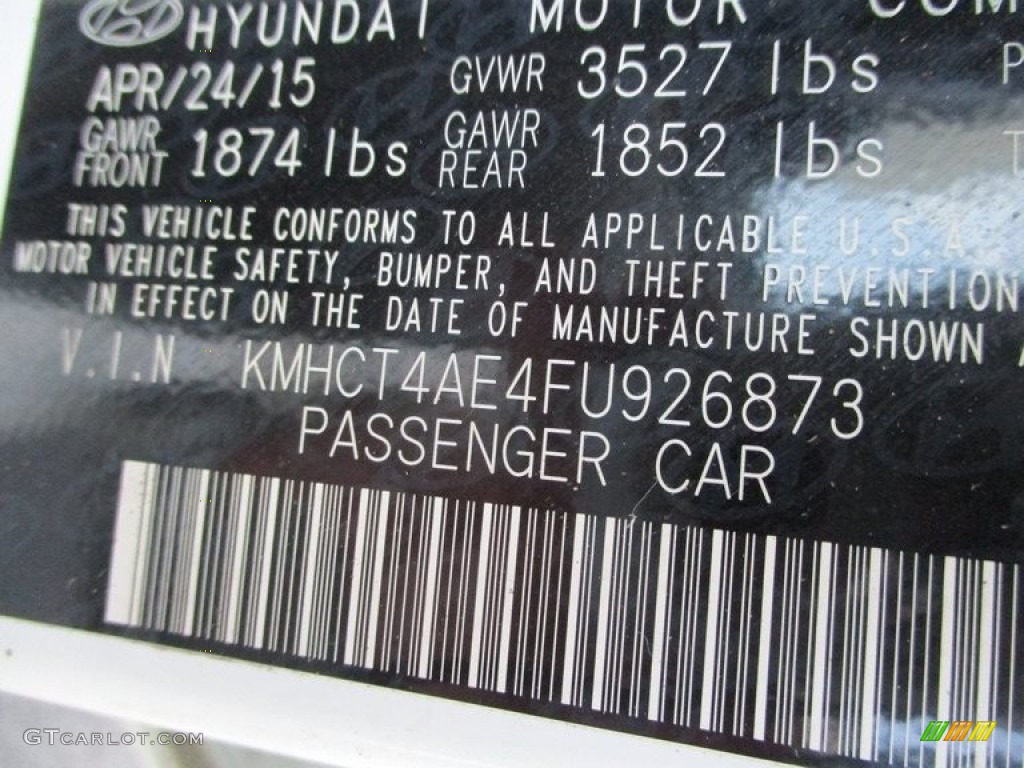 HYUNDAI MOTOR COM
APR/24/15 GVWR 3527 lbs P
GAWR FRONT 1874 lbs GAWR REAR 1852 lbs T
THIS VEHICLE CONFORMS TO ALL APPLICABLE U.S.A.
MOTOR VEHICLE SAFETY, BUMPER, AND THEFT PREVENTION
IN EFFECT ON THE DATE OF MANUFACTURE SHOWN A
V.I.N KMHCT4AE4FU926873
PASSENGER CAR
GTCARLOT.COM